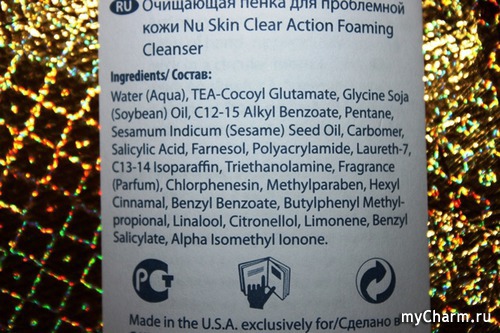 RU Очищающая пенка для проблемной
кожи Nu Skin Clear Action Foaming
Cleanser
Ingredients/ Состав:
Water (Aqua), TEA-Cocoyl Glutamate, Glycine Soja
(Soybean) Oil, C12-15 Alkyl Benzoate, Pentane,
Sesamum Indicum (Sesame) Seed Oil, Carbomer,
Salicylic Acid, Farnesol, Polyacrylamide, Laureth-7,
C13-14 Isoparaffin, Triethanolamine, Fragrance
(Parfum), Chlorphenesin, Methylparaben, Hexyl
Cinnamal, Benzyl Benzoate, Butylphenyl Methyl-
propional, Linalool, Citronellol, Limonene, Benzyl
Salicylate, Alpha Isomethyl Ionone.
РСТ
Made in the U.S.A. exclusively for/Сделано в
myCharm.ru